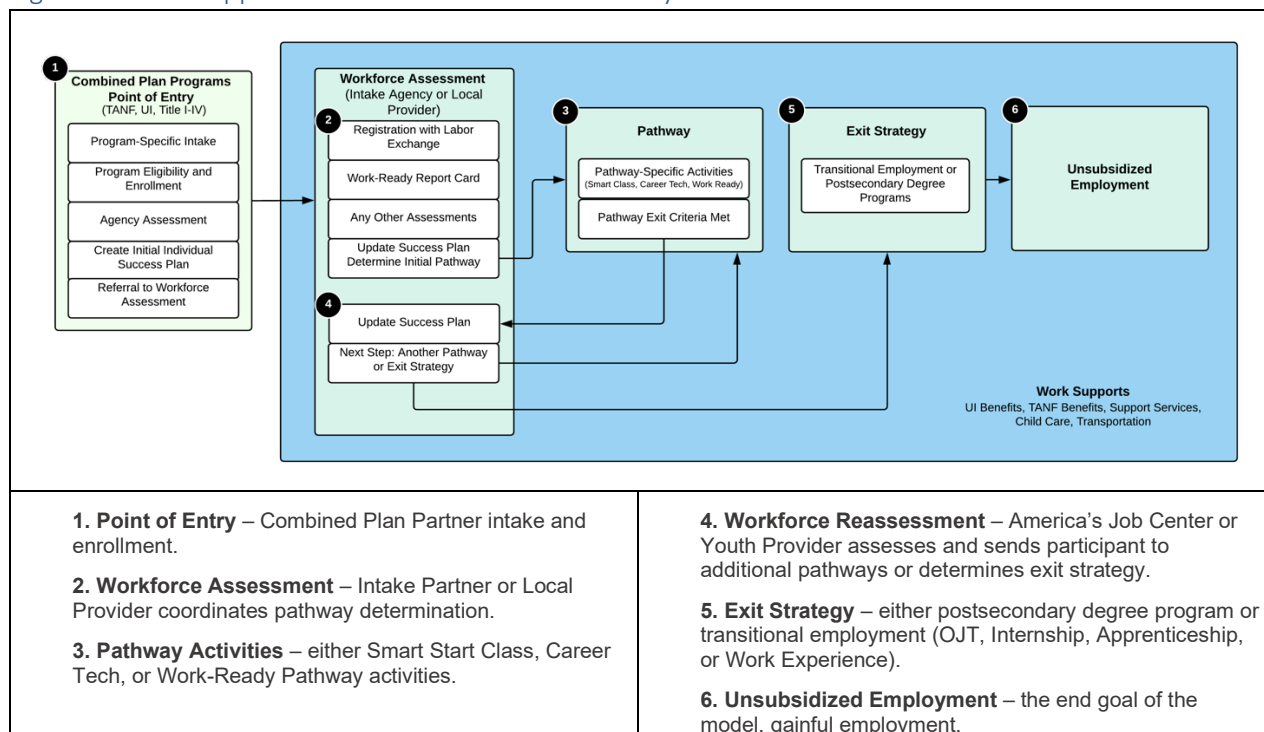 1
Combined Plan Programs
Point of Entry
(TANF, UI, Title I-IV)
Program-Specific Intake
Program Eligibility and
Enrollment
Agency Assessment
Create Initial Individual
Success Plan
Referral to Workforce
Assessment
Workforce Assessment
(Intake Agency or Local
Provider)
2
Registration with Labor
Exchange
Work-Ready Report Card
Any Other Assessments
Update Success Plan
Determine Initial Pathway
4
Update Success Plan
Next Step: Another Pathway
or Exit Strategy
3
Pathway
Pathway-Specific Activities
(Smart Class, Career Tech, Work Ready)
Pathway Exit Criteria Met
5
Exit Strategy
Transitional Employment or
Postsecondary Degree
Programs
6
Unsubsidized
Employment
Work Supports
UI Benefits, TANF Benefits, Support Services,
Child Care, Transportation
1. Point of Entry – Combined Plan Partner intake and
enrollment.
2. Workforce Assessment – Intake Partner or Local
Provider coordinates pathway determination.
3. Pathway Activities – either Smart Start Class, Career
Tech, or Work-Ready Pathway activities.
4. Workforce Reassessment – America's Job Center or
Youth Provider assesses and sends participant to
additional pathways or determines exit strategy.
5. Exit Strategy – either postsecondary degree program or
transitional employment (OJT, Internship, Apprenticeship,
or Work Experience).
6. Unsubsidized Employment – the end goal of the
model, gainful employment.